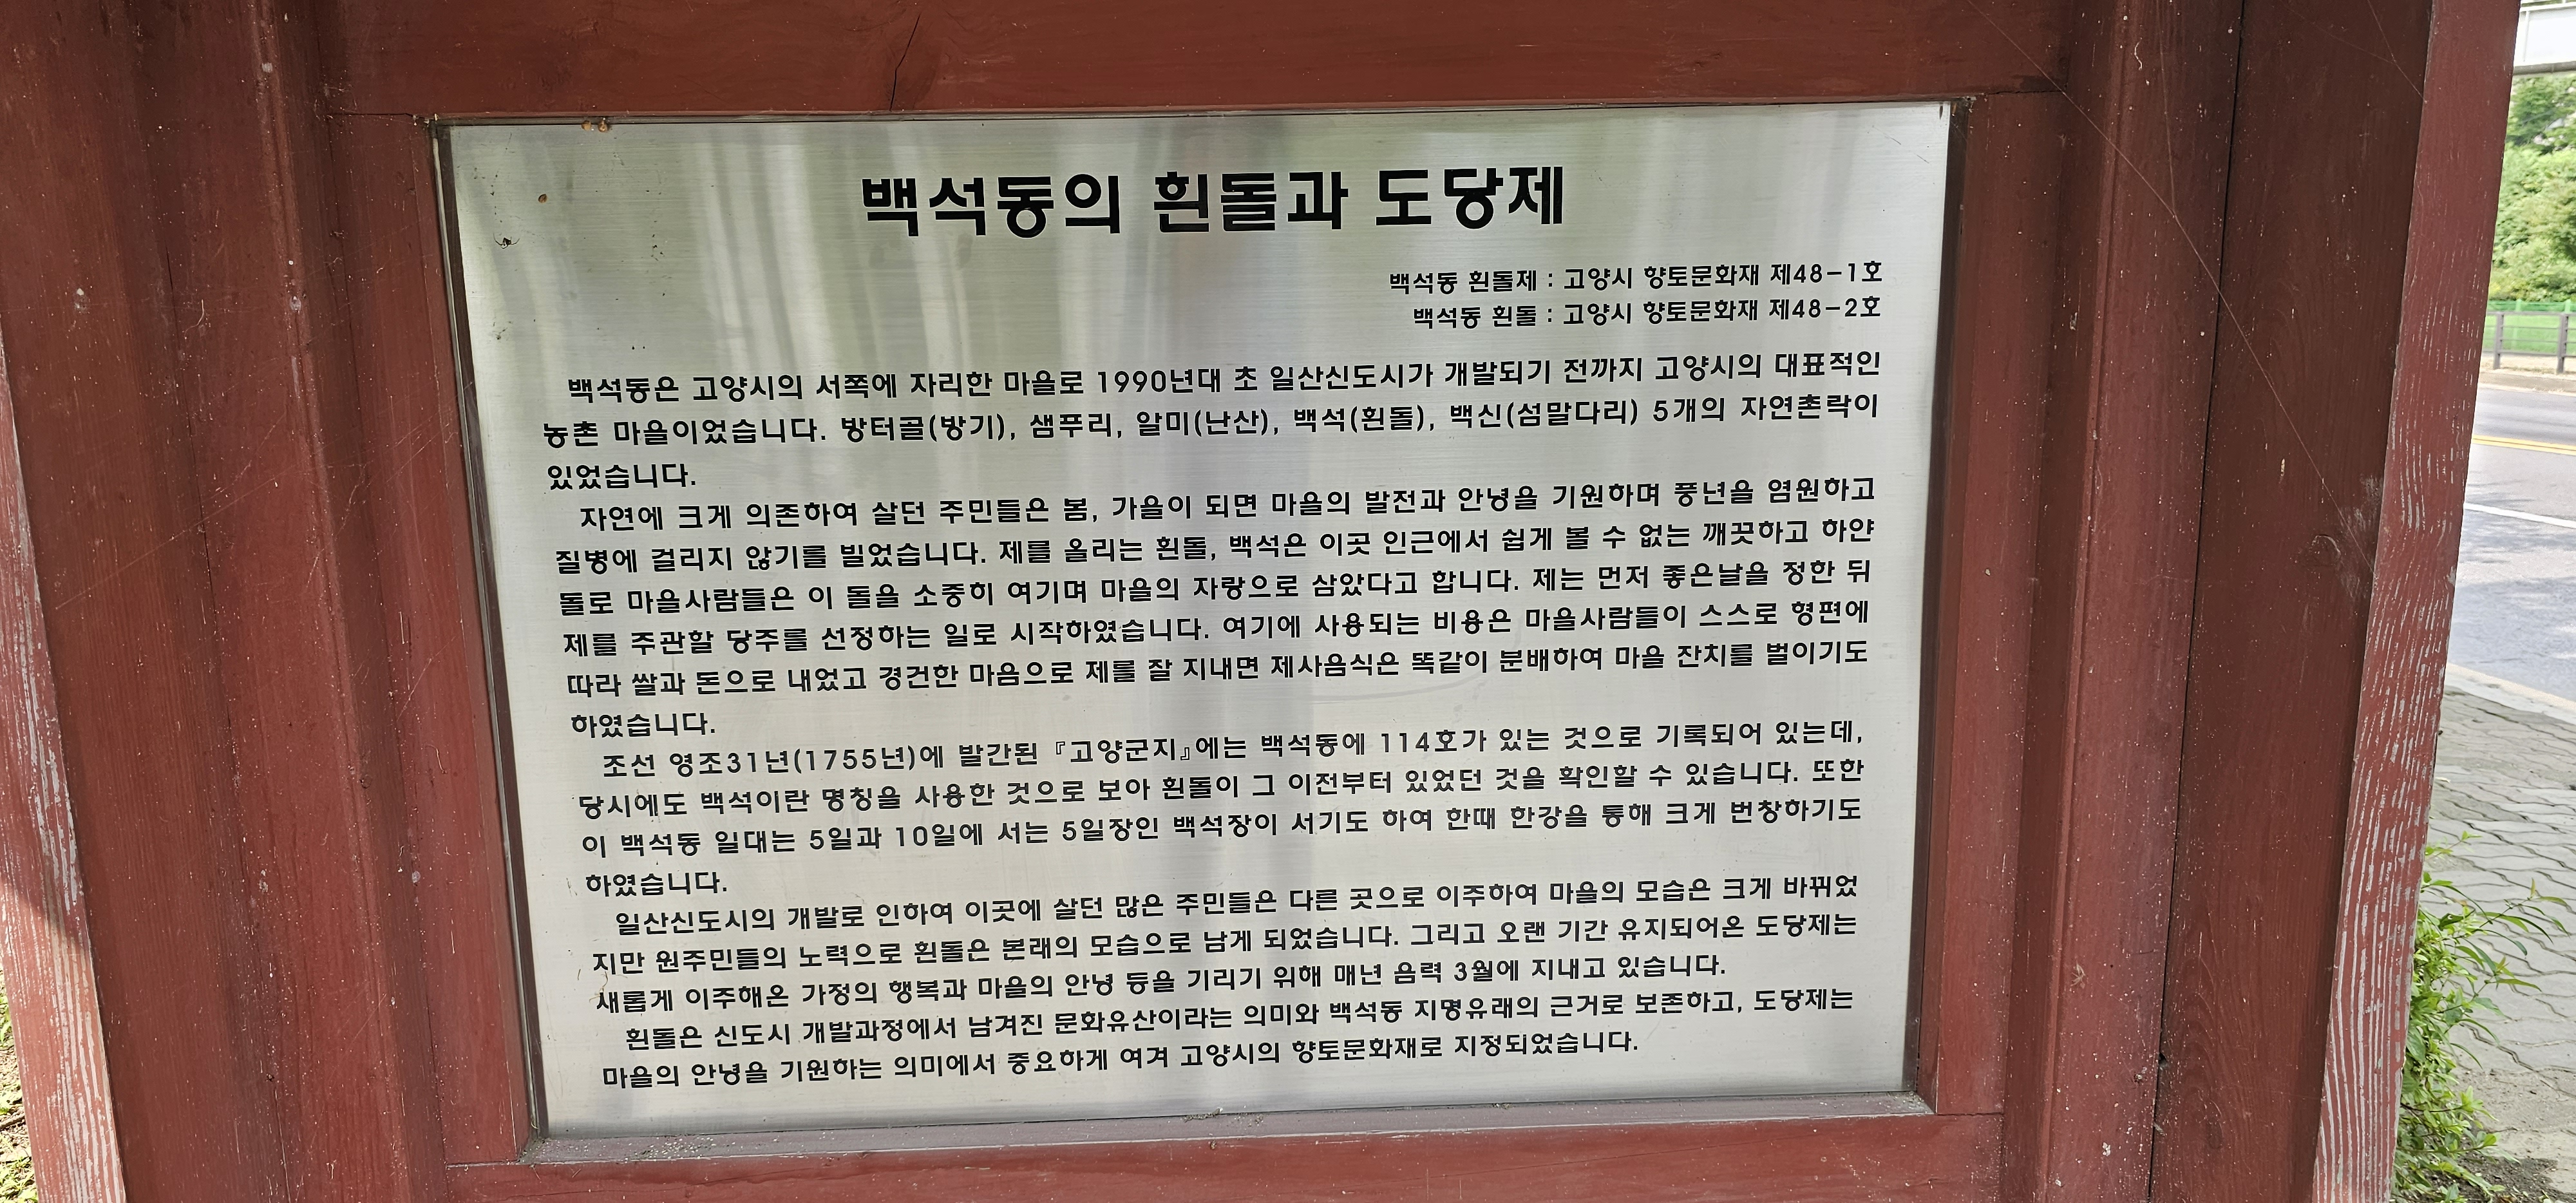 백석동의 흰돌과 도당제
백석동 흰돌제 : 고양시 향토문화재 제48-1호
백석동 흰돌 : 고양시 향토문화재 제48-2호
백석동은 고양시의 서쪽에 자리한 마을로 1990년대 초 일산신도시가 개발되기 전까지 고양시의 대표적인
농촌 마을이었습니다. 방터골(방기), 샘푸리, 알미(난산), 백석(흰돌), 백신(섬말다리) 5개의 자연촌락이
있었습니다.
자연에 크게 의존하여 살던 주민들은 봄, 가을이 되면 마을의 발전과 안녕을 기원하며 풍년을 염원하고
질병에 걸리지 않기를 빌었습니다. 제를 올리는 흰돌, 백석은 이곳 인근에서 쉽게 볼 수 없는 깨끗하고 하얀
돌로 마을사람들은 이 돌을 소중히 여기며 마을의 자랑으로 삼았다고 합니다. 제는 먼저 좋은날을 정한 뒤
제를 주관할 당주를 선정하는 일로 시작하였습니다. 여기에 사용되는 비용은 마을사람들이 스스로 형편에
따라 쌀과 돈으로 내었고 경건한 마음으로 제를 잘 지내면 제사음식은 똑같이 분배하여 마을 잔치를 벌이기도
하였습니다.
조선 영조31년(1755년)에 발간된 『고양군지』에는 백석동에 114호가 있는 것으로 기록되어 있는데,
당시에도 백석이란 명칭을 사용한 것으로 보아 흰돌이 그 이전부터 있었던 것을 확인할 수 있습니다. 또한
이 백석동 일대는 5일과 10일에 서는 5일장인 백석장이 서기도 하여 한때 한강을 통해 크게 번창하기도
하였습니다.
일산신도시의 개발로 인하여 이곳에 살던 많은 주민들은 다른 곳으로 이주하여 마을의 모습은 크게 바뀌었
지만 원주민들의 노력으로 흰돌은 본래의 모습으로 남게 되었습니다. 그리고 오랜 기간 유지되어온 도당제는
새롭게 이주해온 가정의 행복과 마을의 안녕 등을 기리기 위해 매년 음력 3월에 지내고 있습니다.
흰돌은 신도시 개발과정에서 남겨진 문화유산이라는 의미와 백석동 지명유래의 근거로 보존하고, 도당제는
마을의 안녕을 기원하는 의미에서 중요하게 여겨 고양시의 향토문화재로 지정되었습니다.